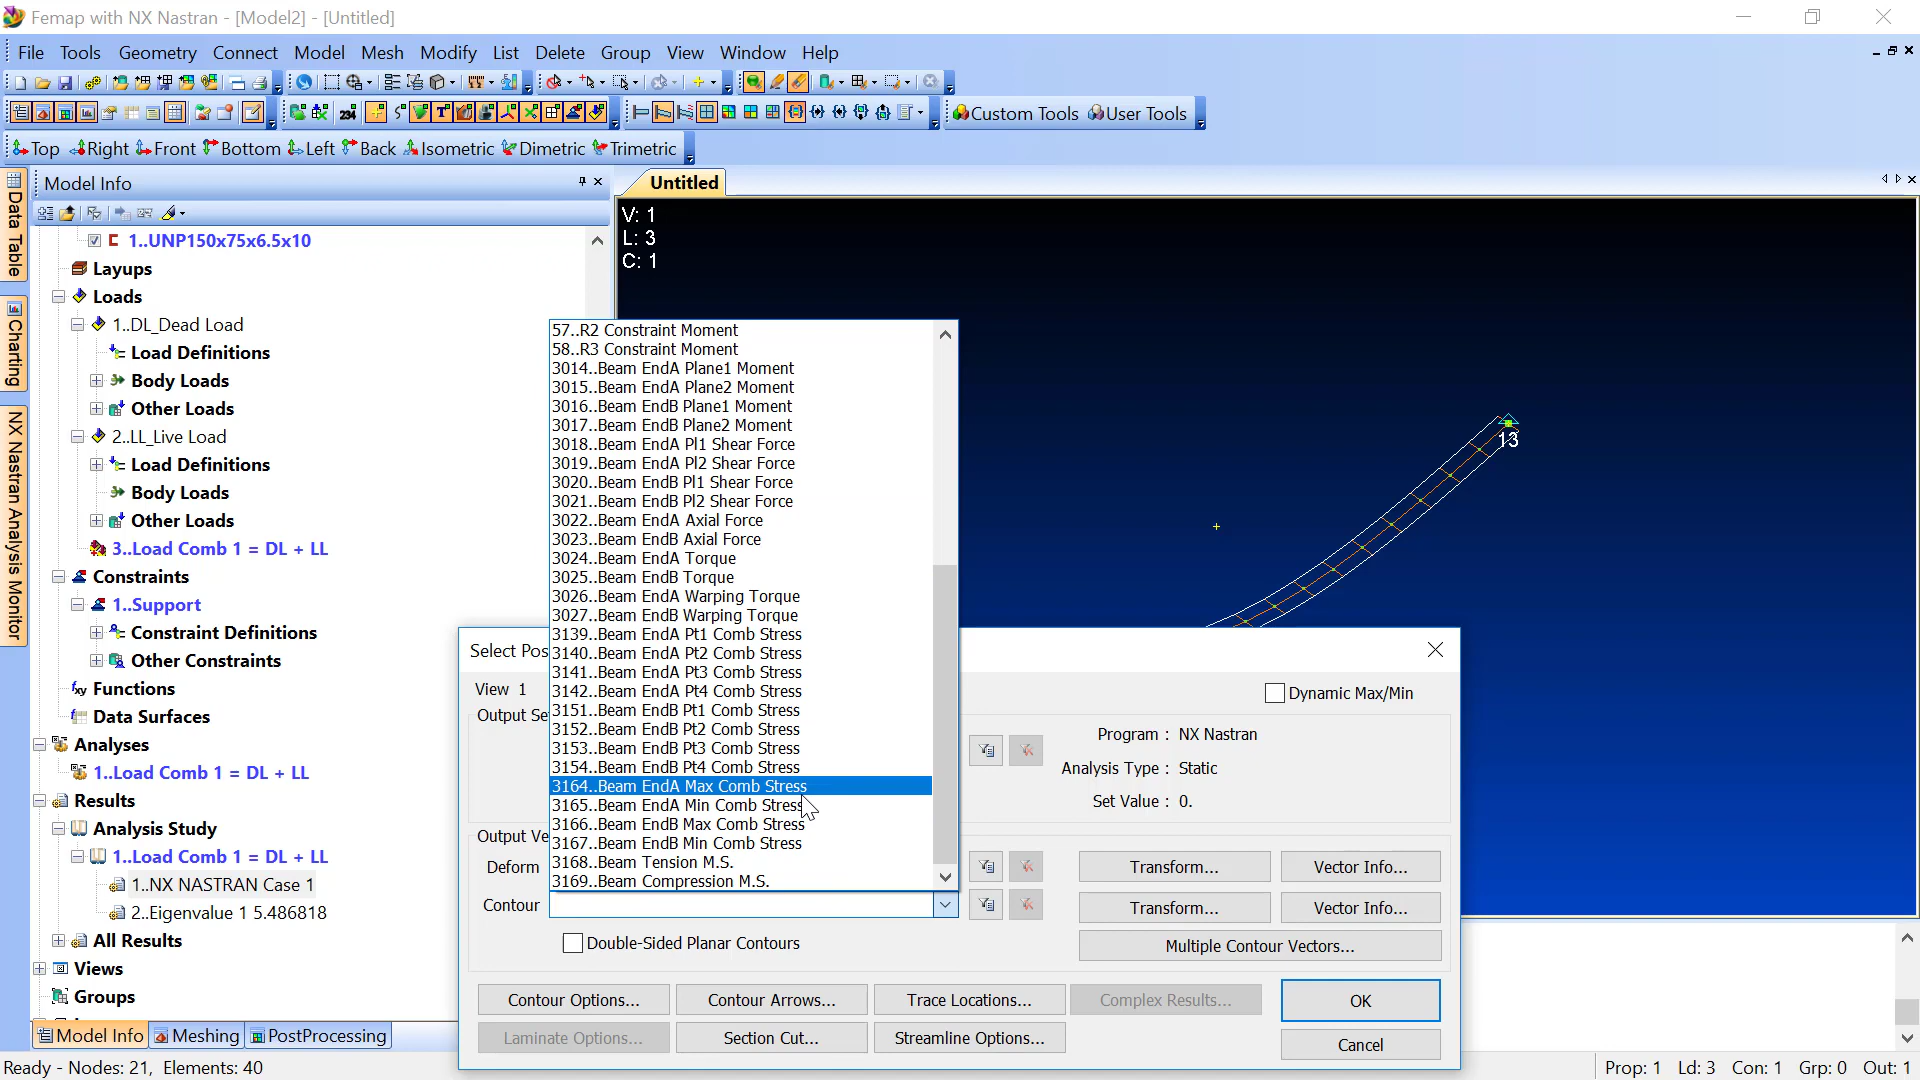 Femap with NX Nastran - [Model2] - [Untitled]
File Tools Geometry Connect Model Mesh Modify List Delete Group View Window Help
234
Custom Tools User Tools
Top Right Front Bottom Left Back Isometric Dimetric Trimetric
Data Table
Charting
NX Nastran Analysis Monitor
Model Info
1..UNP150x75x6.5x10
Layups
Loads
1..DL_Dead Load
Load Definitions
Body Loads
Other Loads
2..LL_Live Load
Load Definitions
Body Loads
Other Loads
3..Load Comb 1 = DL + LL
Constraints
1..Support
Constraint Definitions
Other Constraints
Functions
Data Surfaces
Analyses
1..Load Comb 1 = DL + LL
Results
Analysis Study
1..Load Comb 1 = DL + LL
1..NX NASTRAN Case 1
2..Eigenvalue 1 5.486818
All Results
Views
Groups
Model Info Meshing PostProcessing
Untitled
V: 1
L: 3
C: 1
13
57..R2 Constraint Moment
58..R3 Constraint Moment
3014..Beam EndA Plane1 Moment
3015..Beam EndA Plane2 Moment
3016..Beam EndB Plane1 Moment
3017..Beam EndB Plane2 Moment
3018..Beam EndA Pl1 Shear Force
3019..Beam EndA Pl2 Shear Force
3020..Beam EndB Pl1 Shear Force
3021..Beam EndB Pl2 Shear Force
3022..Beam EndA Axial Force
3023..Beam EndB Axial Force
3024..Beam EndA Torque
3025..Beam EndB Torque
3026..Beam EndA Warping Torque
3027..Beam EndB Warping Torque
3139..Beam EndA Pt1 Comb Stress
3140..Beam EndA Pt2 Comb Stress
3141..Beam EndA Pt3 Comb Stress
3142..Beam EndA Pt4 Comb Stress
3151..Beam EndB Pt1 Comb Stress
3152..Beam EndB Pt2 Comb Stress
3153..Beam EndB Pt3 Comb Stress
3154..Beam EndB Pt4 Comb Stress
3164..Beam EndA Max Comb Stress
3165..Beam EndA Min Comb Stress
3166..Beam EndB Max Comb Stress
3167..Beam EndB Min Comb Stress
3168..Beam Tension M.S.
3169..Beam Compression M.S.
Select Pos
View 1
Dynamic Max/Min
Output Se
Program : NX Nastran
Analysis Type : Static
Set Value : 0.
Output Ve
Deform
Transform... Vector Info...
Contour
Transform... Vector Info...
Double-Sided Planar Contours
Multiple Contour Vectors...
Contour Options... Contour Arrows... Trace Locations... Complex Results... OK
Laminate Options... Section Cut... Streamline Options... Cancel
Ready - Nodes: 21, Elements: 40
Prop: 1 Ld: 3 Con: 1 Grp: 0 Out: 1